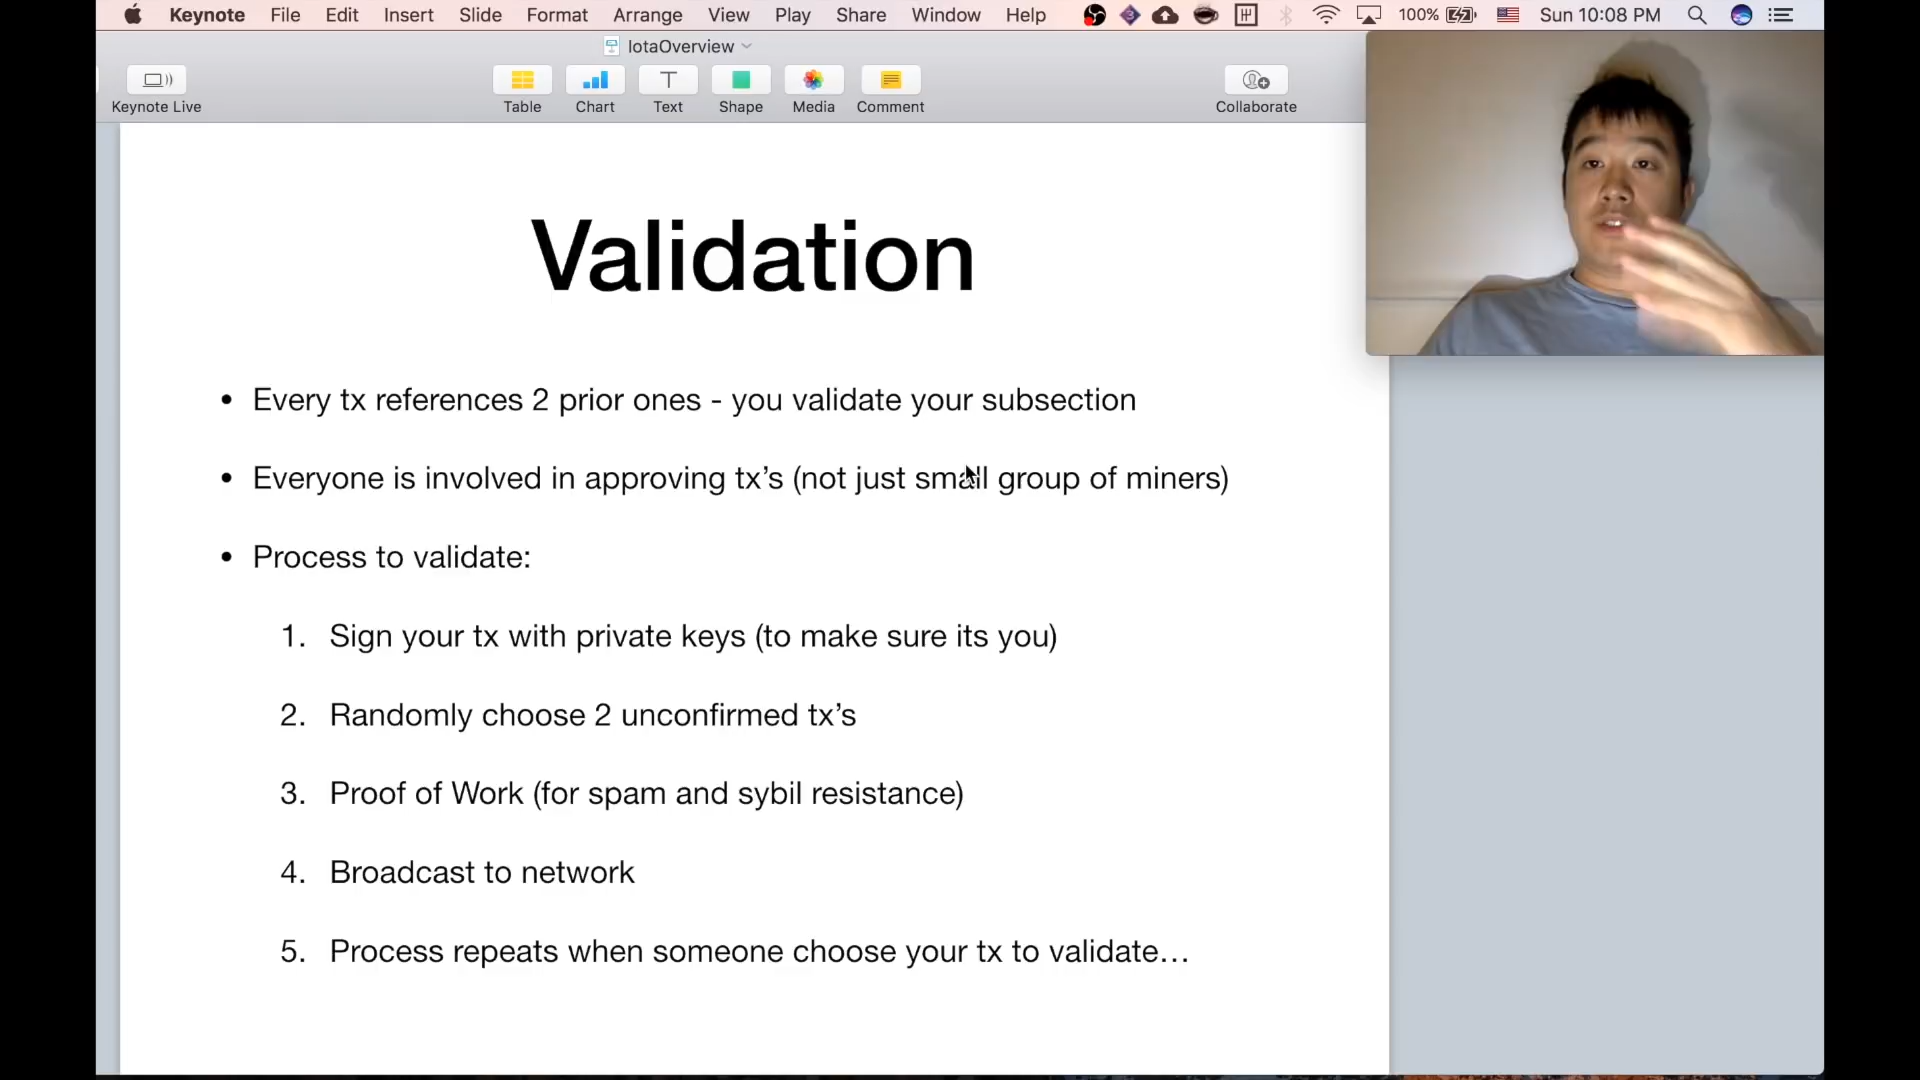 Keynote File Edit Insert Slide Format Arrange View Play Share Window Help 3 100% Sun 10:08 PM
IotaOverview
Keynote Live Table Chart Text Shape Media Comment Collaborate
Validation
• Every tx references 2 prior ones - you validate your subsection
• Everyone is involved in approving tx's (not just small group of miners)
• Process to validate:
1. Sign your tx with private keys (to make sure its you)
2. Randomly choose 2 unconfirmed tx's
3. Proof of Work (for spam and sybil resistance)
4. Broadcast to network
5. Process repeats when someone choose your tx to validate…